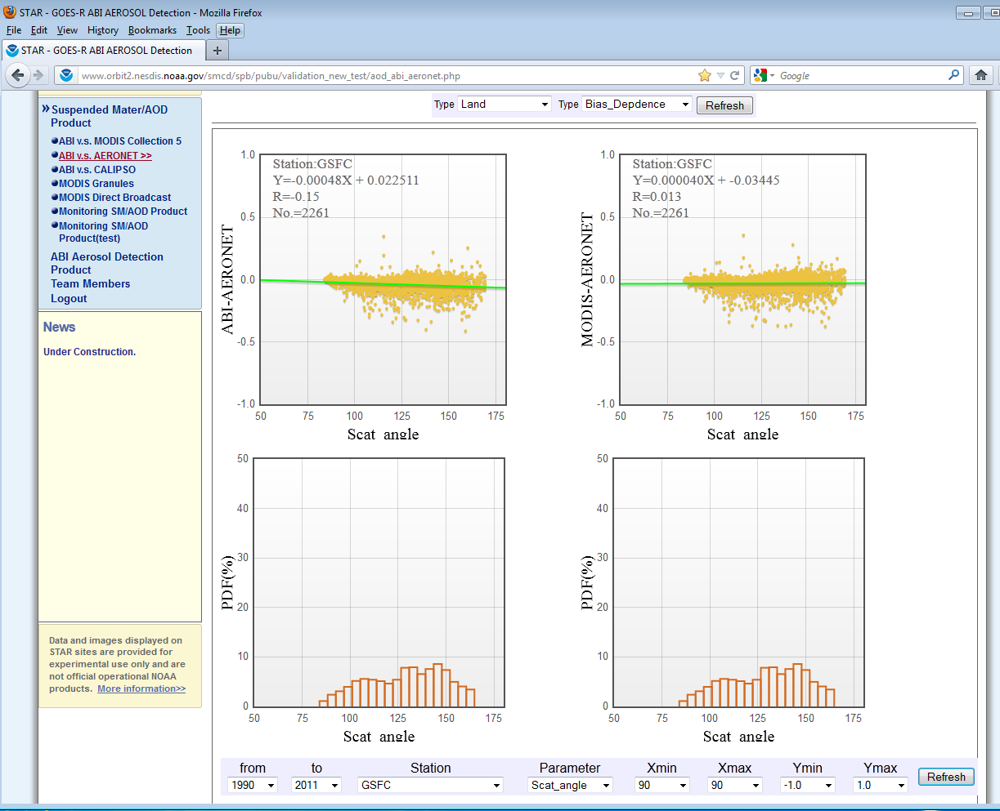 STAR - GOES-R ABI AEROSOL Detection - Mozilla Firefox
File Edit View History Bookmarks Tools Help
STAR - GOES-R ABI AEROSOL Detection +
www.orbit2.nesdis.noaa.gov/smcd/spb/pubu/validation_new_test/aod_abi_aeronet.php
Google
Suspended Mater/AOD
Product
ABI v.s. MODIS Collection 5
ABI v.s. AERONET >>
ABI v.s. CALIPSO
MODIS Granules
MODIS Direct Broadcast
Monitoring SM/AOD Product
Monitoring SM/AOD
Product(test)
ABI Aerosol Detection
Product
Team Members
Logout
News
Under Construction.
Data and images displayed on
STAR sites are provided for
experimental use only and are
not official operational NOAA
products. More information>>
Type Land Type Bias_Depdence Refresh
Station:GSFC
Y=-0.00048X + 0.022511
R=-0.15
No.=2261
ABI-AERONET
1.0
0.5
0.0
-0.5
-1.0
50 75 100 125 150 175
Scat_angle
Station:GSFC
Y=0.000040X + -0.03445
R=0.013
No.=2261
MODIS-AERONET
1.0
0.5
0.0
-0.5
-1.0
50 75 100 125 150 175
Scat_angle
PDF(%)
50
40
30
20
10
0
50 75 100 125 150 175
Scat_angle
PDF(%)
50
40
30
20
10
0
50 75 100 125 150 175
Scat_angle
from to Station Parameter Xmin Xmax Ymin Ymax
1990 2011 GSFC Scat_angle 90 90 -1.0 1.0 Refresh